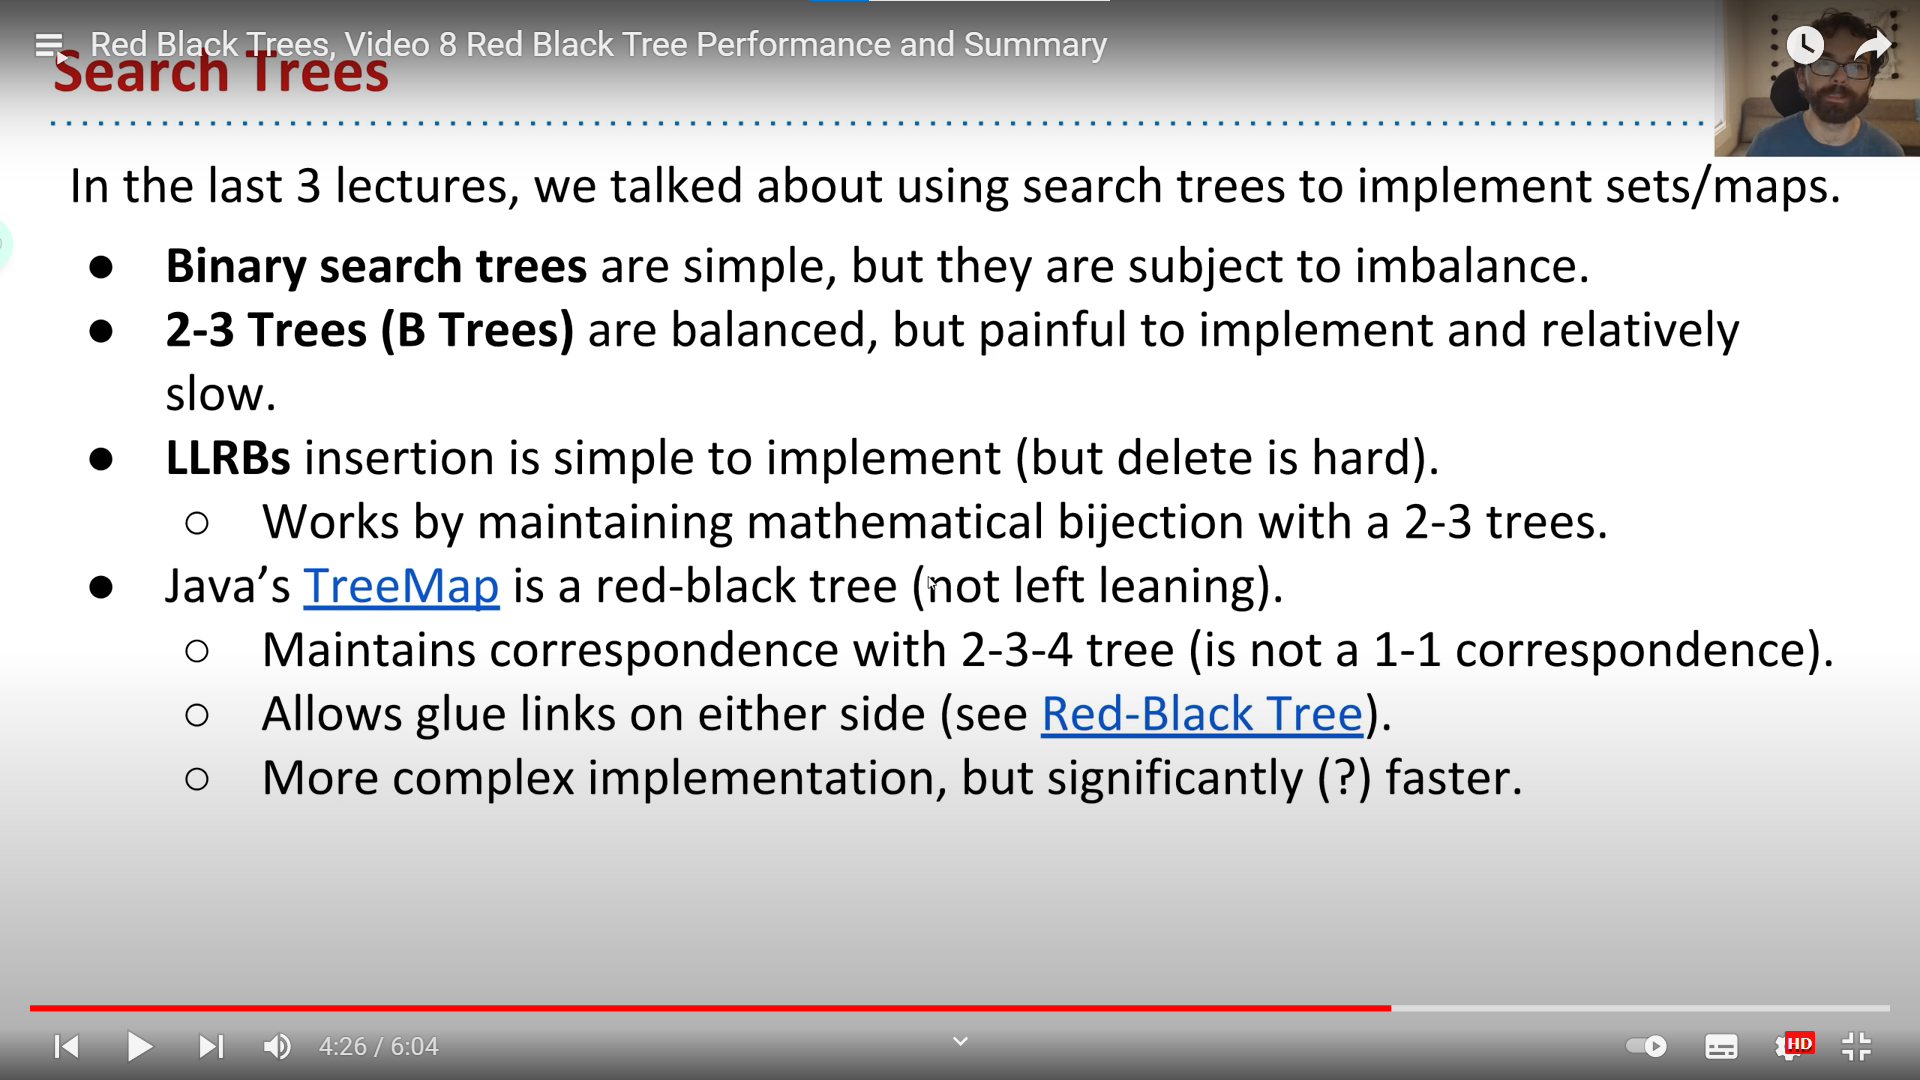 Red Black Trees, Video 8 Red Black Tree Performance and Summary
Search Trees
In the last 3 lectures, we talked about using search trees to implement sets/maps.
● Binary search trees are simple, but they are subject to imbalance.
● 2-3 Trees (B Trees) are balanced, but painful to implement and relatively
slow.
● LLRBs insertion is simple to implement (but delete is hard).
○ Works by maintaining mathematical bijection with a 2-3 trees.
● Java’s TreeMap is a red-black tree (not left leaning).
○ Maintains correspondence with 2-3-4 tree (is not a 1-1 correspondence).
○ Allows glue links on either side (see Red-Black Tree).
○ More complex implementation, but significantly (?) faster.
4:26 / 6:04
HD